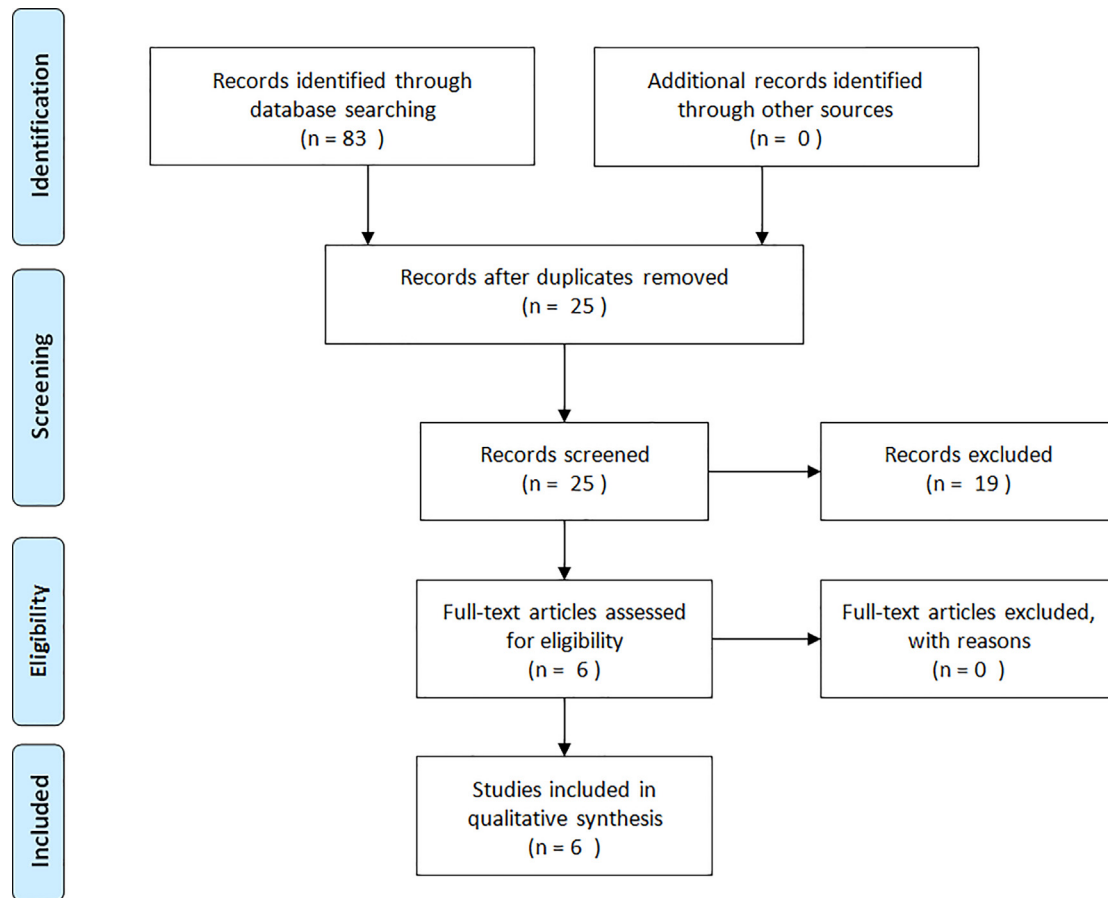 Identification
Records identified through
database searching
(n = 83 )
Additional records identified
through other sources
(n = 0 )
Screening
Records after duplicates removed
(n = 25 )
Records screened
(n = 25 )
Records excluded
(n = 19 )
Eligibility
Full-text articles assessed
for eligibility
(n = 6 )
Full-text articles excluded,
with reasons
(n = 0 )
Included
Studies included in
qualitative synthesis
(n = 6 )